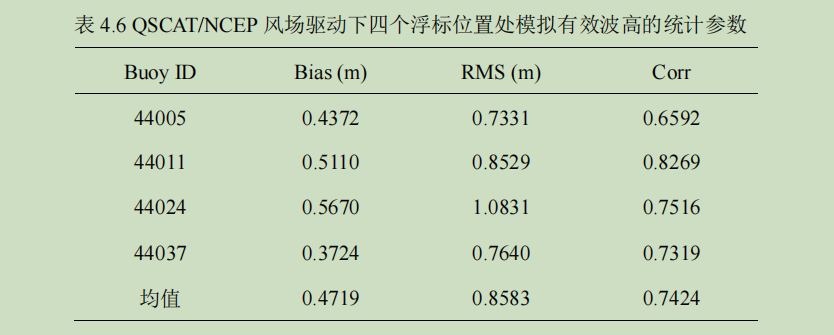 表 4.6 QSCAT/NCEP 风场驱动下四个浮标位置处模拟有效波高的统计参数
Buoy ID Bias (m) RMS (m) Corr
44005 0.4372 0.7331 0.6592
44011 0.5110 0.8529 0.8269
44024 0.5670 1.0831 0.7516
44037 0.3724 0.7640 0.7319
均值 0.4719 0.8583 0.7424